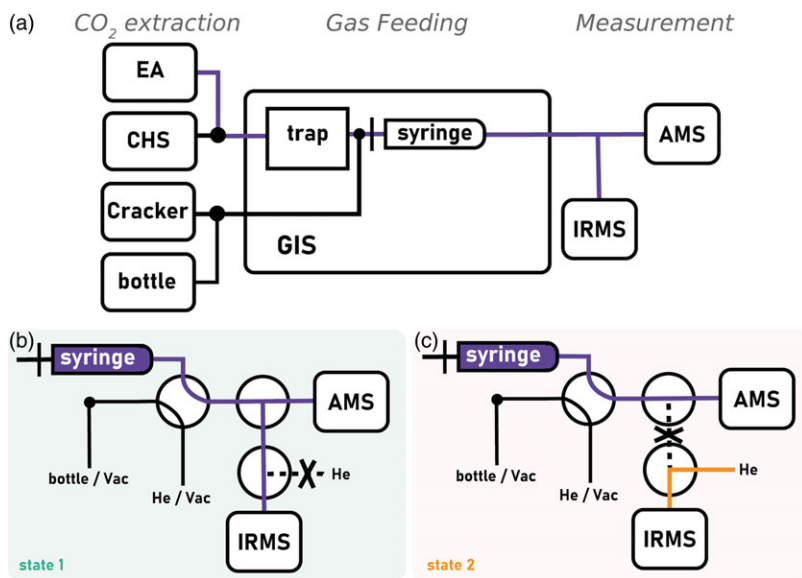 (a) CO₂ extraction Gas Feeding Measurement
EA
CHS
trap
syringe
AMS
Cracker
IRMS
GIS
bottle
(b)
syringe
AMS
bottle / Vac
He / Vac
He
IRMS
state 1
(c)
syringe
AMS
bottle / Vac
He / Vac
He
IRMS
state 2